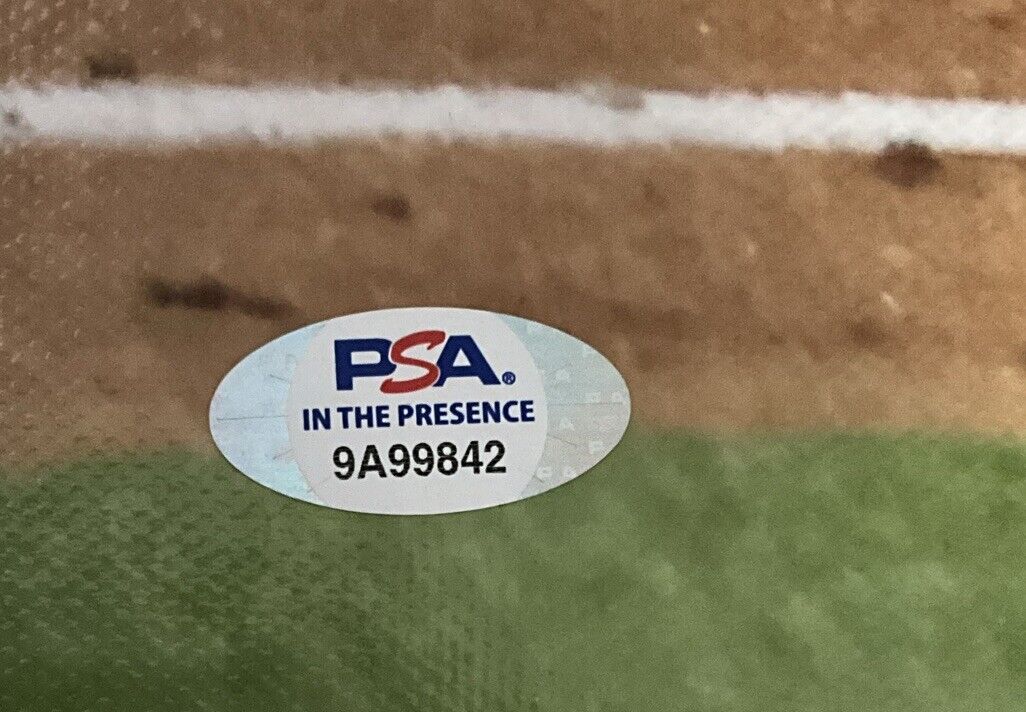 PSA®
IN THE PRESENCE
9A99842